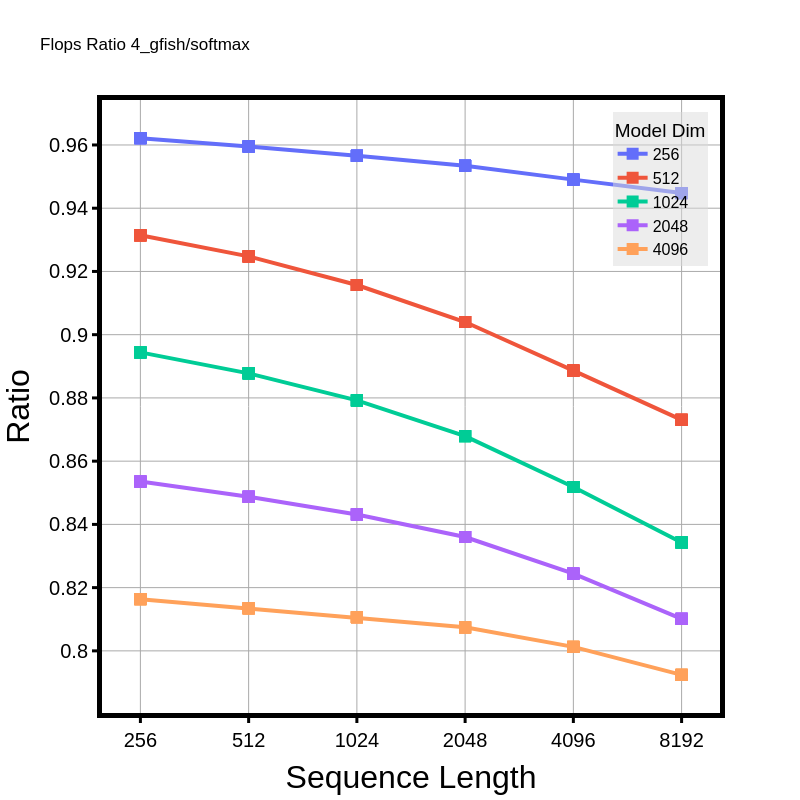 Flops Ratio 4_gfish/softmax
Model Dim
256
512
1024
2048
4096
0.96
0.94
0.92
0.9
0.88
0.86
0.84
0.82
0.8
Ratio
256 512 1024 2048 4096 8192
Sequence Length